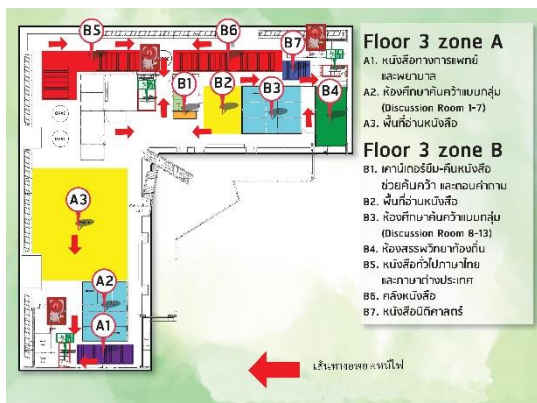 B5
B6
B7
B1
B2
B3
B4
A3
A2
A1
Floor 3 zone A
A1. หนังสือทางการแพทย์
และพยาบาล
A2. ห้องศึกษาค้นคว้าแบบกลุ่ม
(Discussion Room 1-7)
A3. พื้นที่อ่านหนังสือ
Floor 3 zone B
B1. เคาน์เตอร์ยืม-คืนหนังสือ
ช่วยค้นคว้า และตอบคำถาม
B2. พื้นที่อ่านหนังสือ
B3. ห้องศึกษาค้นคว้าแบบกลุ่ม
(Discussion Room 8-13)
B4. ห้องสรรพวิทยาท้องถิ่น
B5. หนังสือทั่วไปภาษาไทย
และภาษาต่างประเทศ
B6. คลังหนังสือ
B7. หนังสือนิติศาสตร์
เส้นทางอพยพหนีไฟ